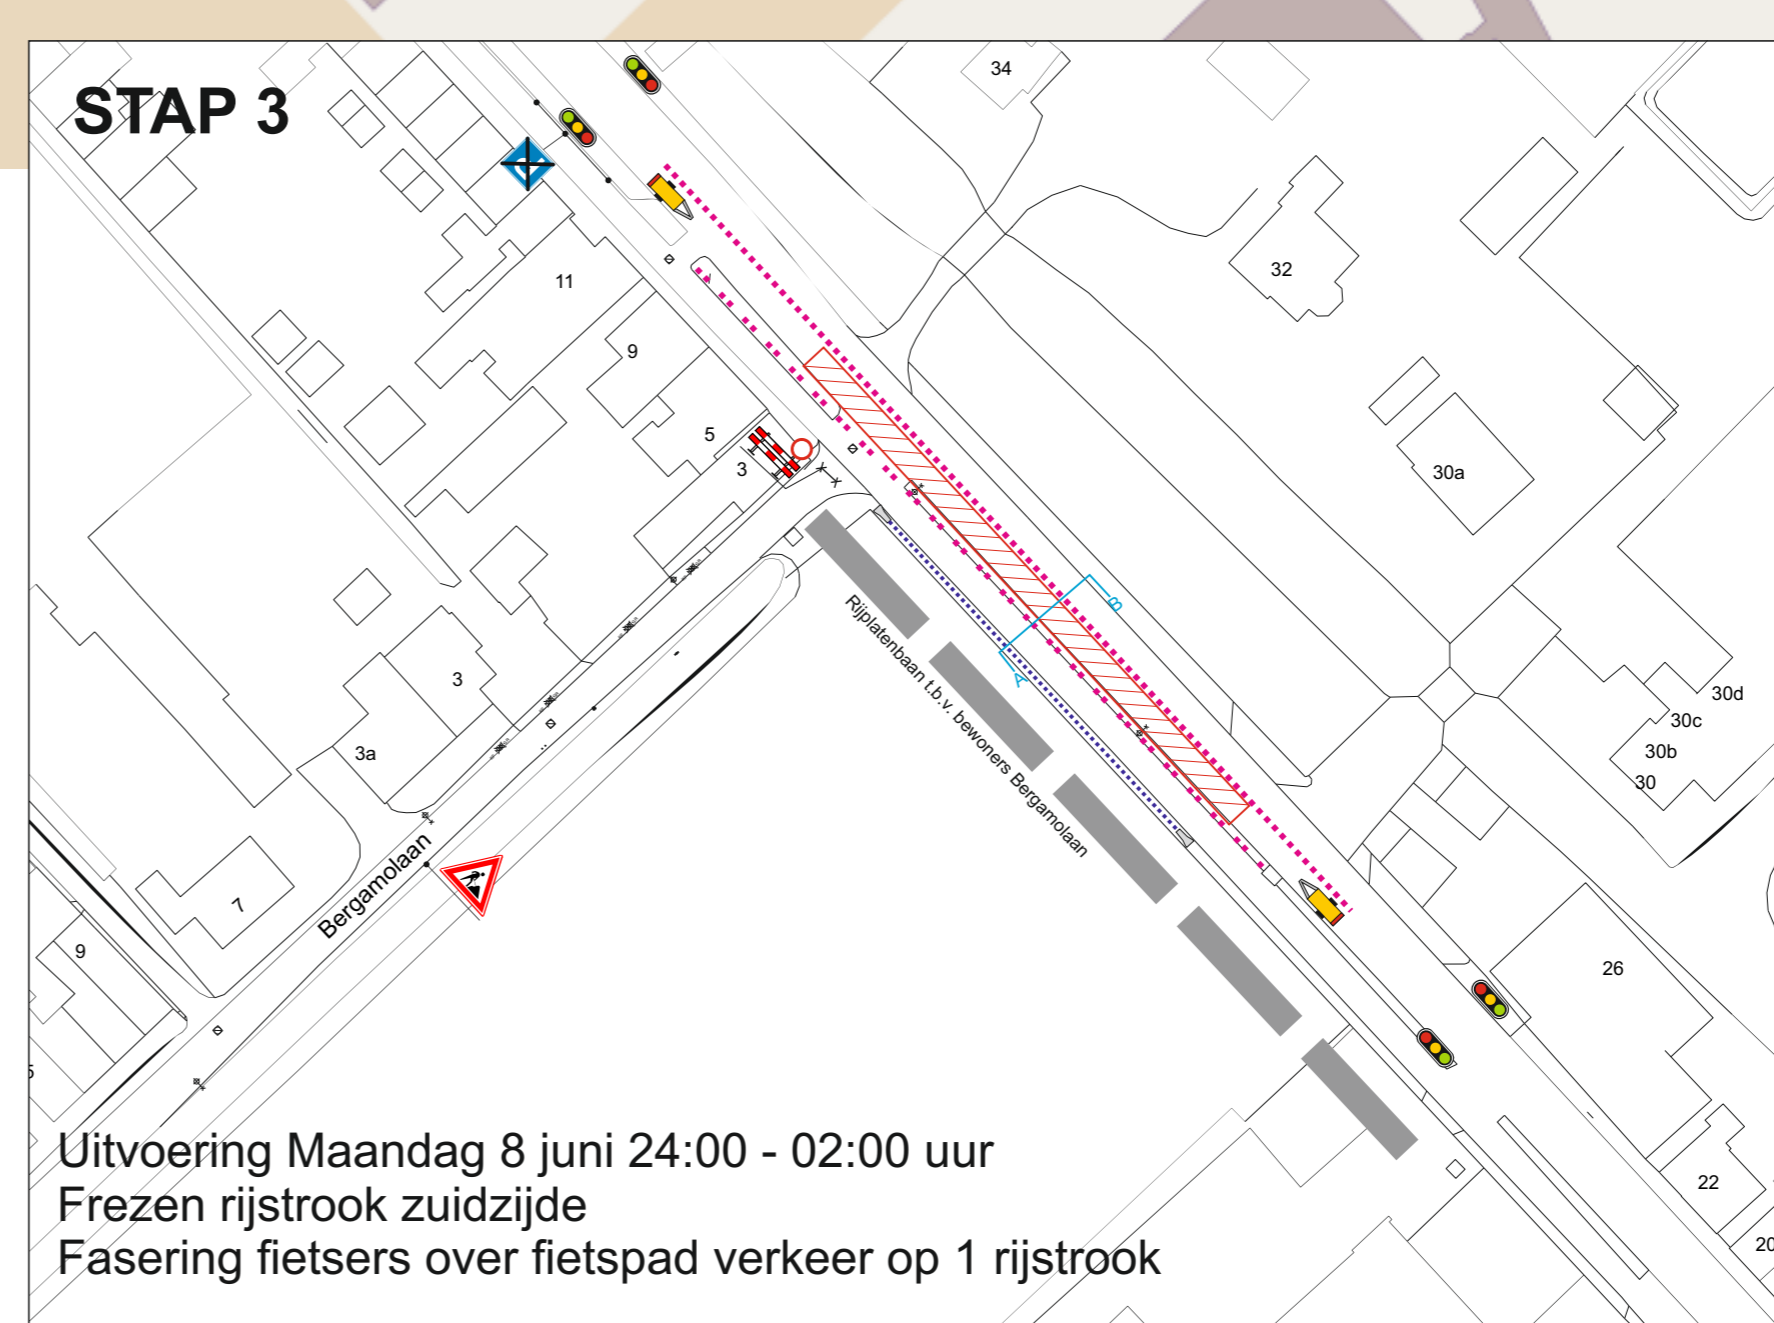 STAP 3
34
11
32
9
5
3
30a
Rijplatenbaan t.b.v. bewoners Bergamolaan
B
A
3
3a
30d
30c
30b
30
7
Bergamolaan
9
26
22
20
Uitvoering Maandag 8 juni 24:00 - 02:00 uur
Frezen rijstrook zuidzijde
Fasering fietsers over fietspad verkeer op 1 rijstrook